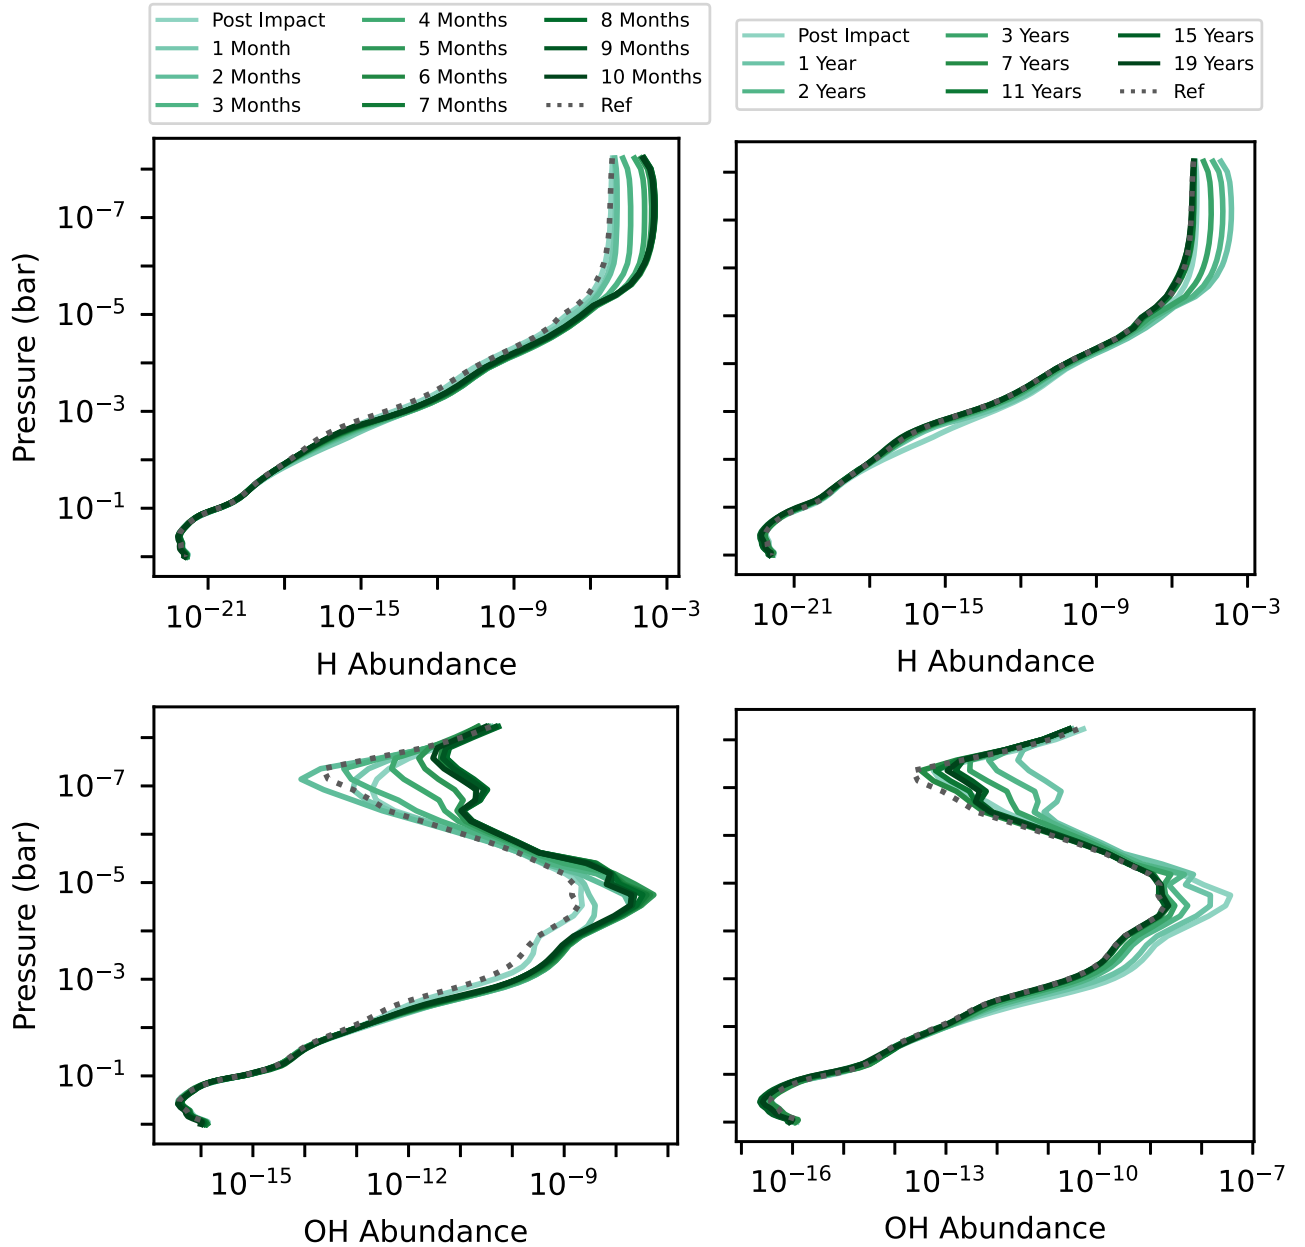 Post Impact 4 Months 8 Months
1 Month 5 Months 9 Months
2 Months 6 Months 10 Months
3 Months 7 Months Ref
Post Impact 3 Years 15 Years
1 Year 7 Years 19 Years
2 Years 11 Years Ref
Pressure (bar)
10⁻⁷
10⁻⁵
10⁻³
10⁻¹
10⁻²¹ 10⁻¹⁵ 10⁻⁹ 10⁻³
H Abundance
10⁻²¹ 10⁻¹⁵ 10⁻⁹ 10⁻³
H Abundance
Pressure (bar)
10⁻⁷
10⁻⁵
10⁻³
10⁻¹
10⁻¹⁵ 10⁻¹² 10⁻⁹
OH Abundance
10⁻¹⁶ 10⁻¹³ 10⁻¹⁰ 10⁻⁷
OH Abundance